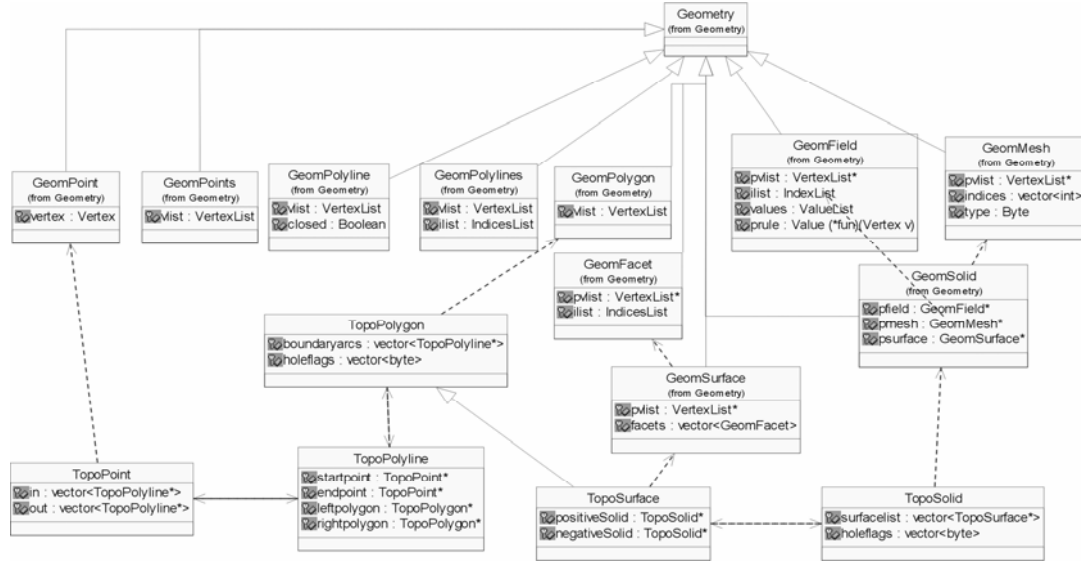 Geometry
(from Geometry)
GeomPoint
(from Geometry)
vertex : Vertex
GeomPoints
(from Geometry)
vlist : VertexList
GeomPolyline
(from Geometry)
vlist : VertexList
closed : Boolean
GeomPolylines
(from Geometry)
vlist : VertexList
ilist : IndicesList
GeomPolygon
(from Geometry)
vlist : VertexList
GeomField
(from Geometry)
pvlist : VertexList*
ilist : IndexList
values : ValueList
prule : Value (*fun)(Vertex v)
GeomMesh
(from Geometry)
pvlist : VertexList*
indices : vector<int>
type : Byte
GeomFacet
(from Geometry)
pvlist : VertexList*
ilist : IndicesList
GeomSolid
(from Geometry)
pfield : GeomField*
pmesh : GeomMesh*
psurface : GeomSurface*
TopoPolygon
boundaryarcs : vector<TopoPolyline*>
holeflags : vector<byte>
GeomSurface
(from Geometry)
pvlist : VertexList*
facets : vector<GeomFacet>
TopoPoint
in : vector<TopoPolyline*>
out : vector<TopoPolyline*>
TopoPolyline
startpoint : TopoPoint*
endpoint : TopoPoint*
leftpolygon : TopoPolygon*
rightpolygon : TopoPolygon*
TopoSurface
positiveSolid : TopoSolid*
negativeSolid : TopoSolid*
TopoSolid
surfacelist : vector<TopoSurface*>
holeflags : vector<byte>